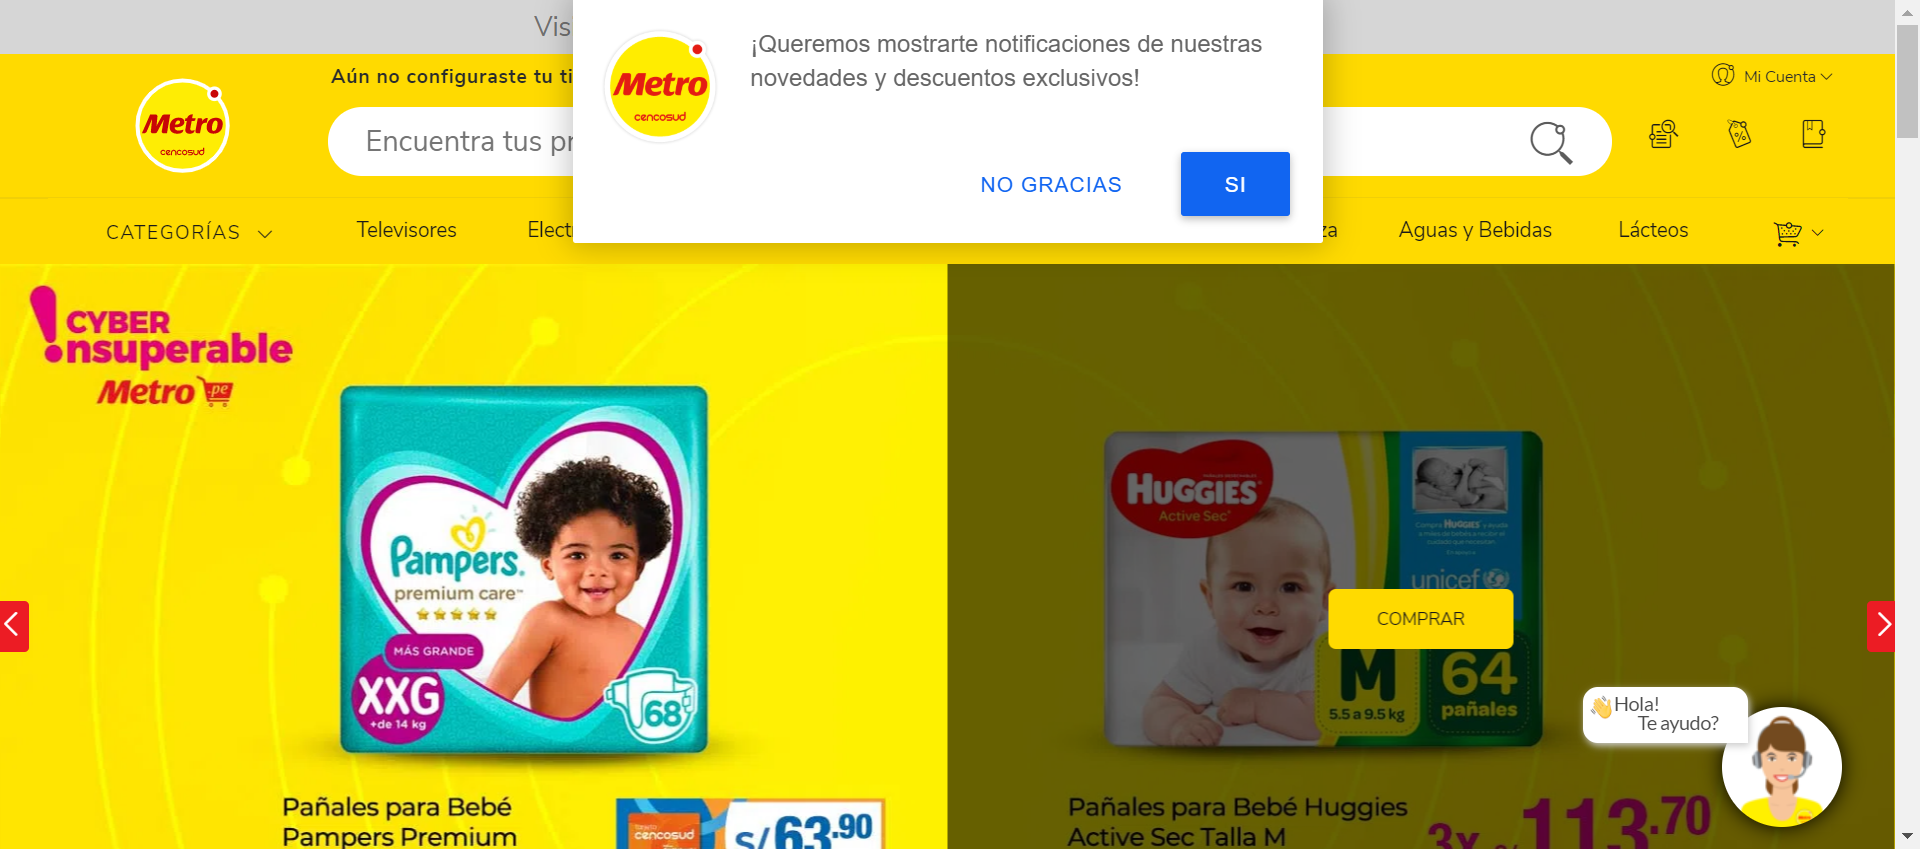 Vis
¡Queremos mostrarte notificaciones de nuestras
novedades y descuentos exclusivos!
NO GRACIAS
SI
Metro
cencosud
Metro
cencosud
Aún no configuraste tu ti
Mi Cuenta
Encuentra tus pr
CATEGORÍAS
Televisores
Elect
za
Aguas y Bebidas
Lácteos
CYBER
nsuperable
Metro.pe
Pampers.
premium care™
MÁS GRANDE
XXG
+de 14 kg
68
HUGGIES
Active Sec
unicef
COMPRAR
M
5.5 a 9.5 kg
64
pañales
Hola!
Te ayudo?
Pañales para Bebé
Pampers Premium
cencosud
S/63.90
Pañales para Bebé Huggies
Active Sec Talla M
3x
113.70